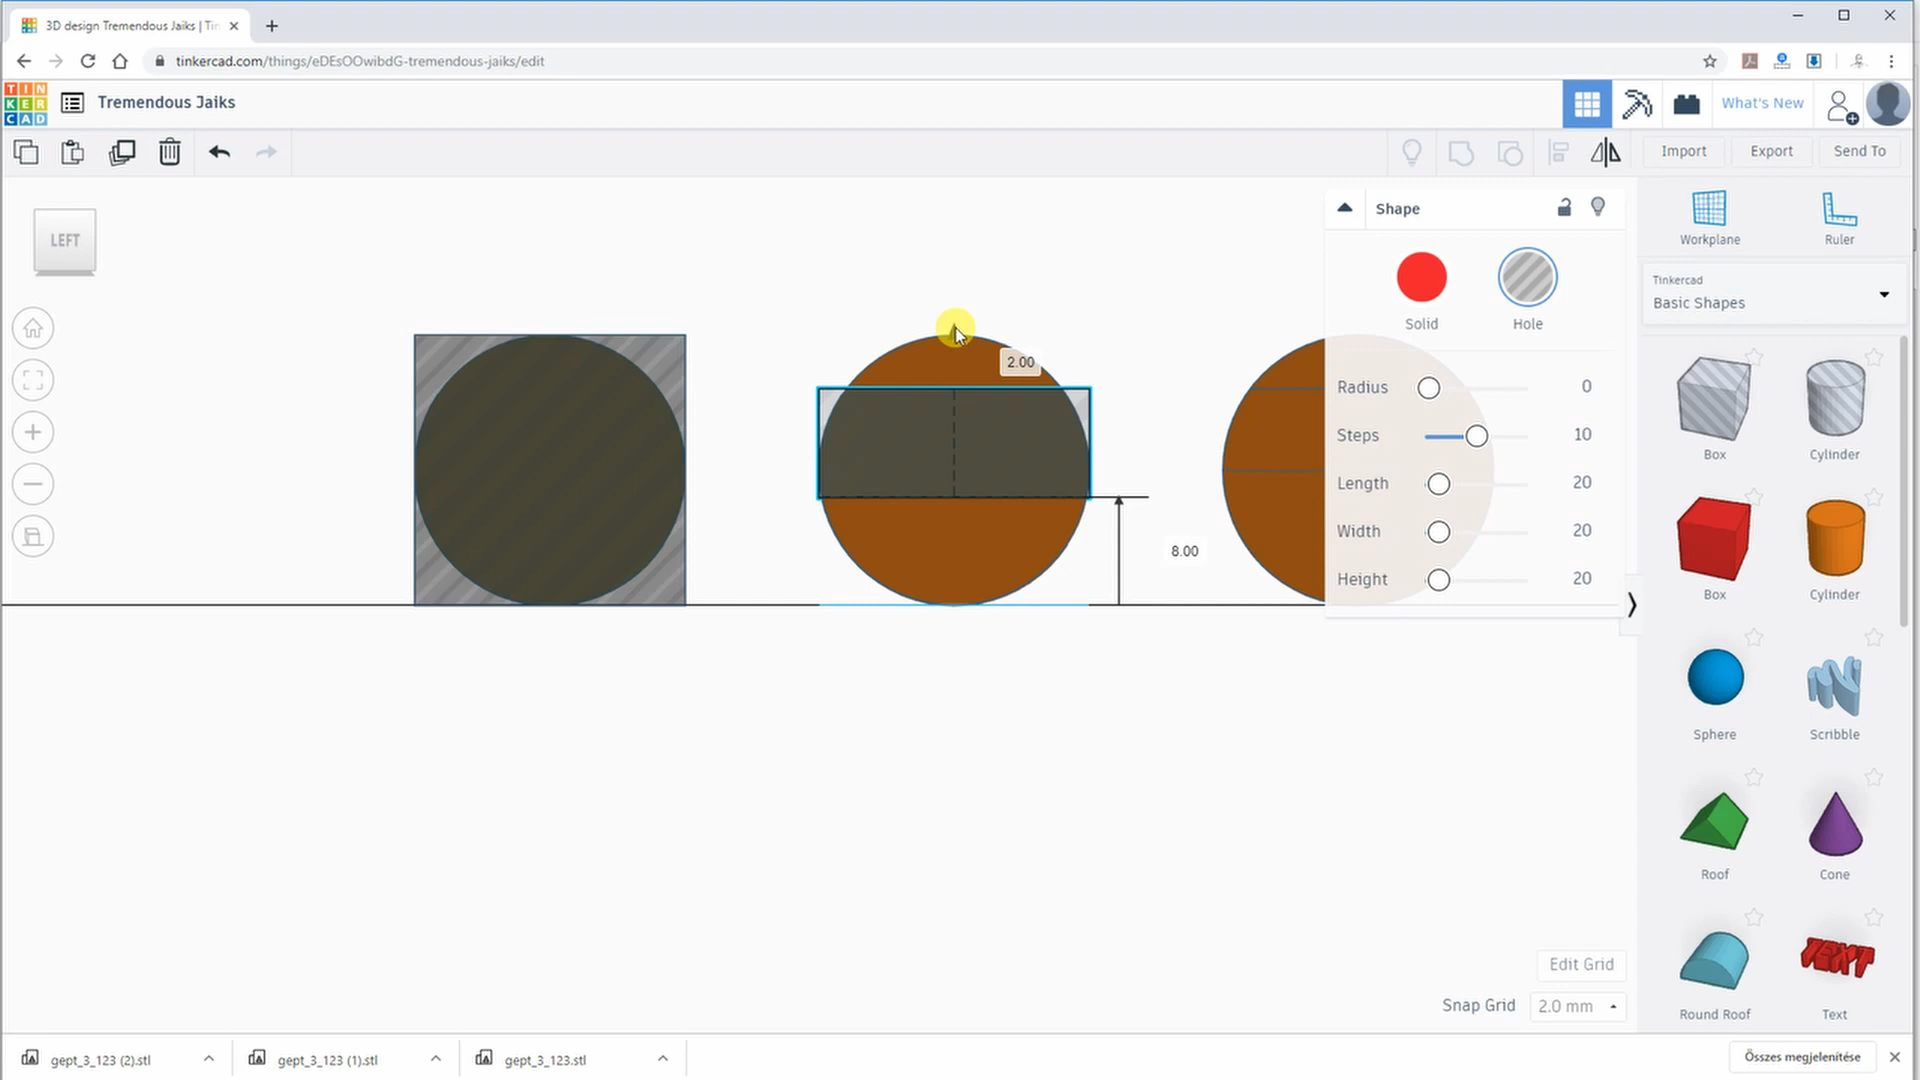 3D design Tremendous Jaiks | Tin
tinkercad.com/things/eDEsOOwibdG-tremendous-jaiks/edit
TIN
KER
CAD
Tremendous Jaiks
What's New
Import
Export
Send To
LEFT
2.00
8.00
Shape
Solid
Hole
Radius
0
Steps
10
Length
20
Width
20
Height
20
Workplane
Ruler
Tinkercad
Basic Shapes
Box
Cylinder
Box
Cylinder
Sphere
Scribble
Roof
Cone
TEXT
Round Roof
Text
Edit Grid
Snap Grid
2.0 mm
gept_3_123 (2).stl
gept_3_123 (1).stl
gept_3_123.stl
Összes megjelenítése